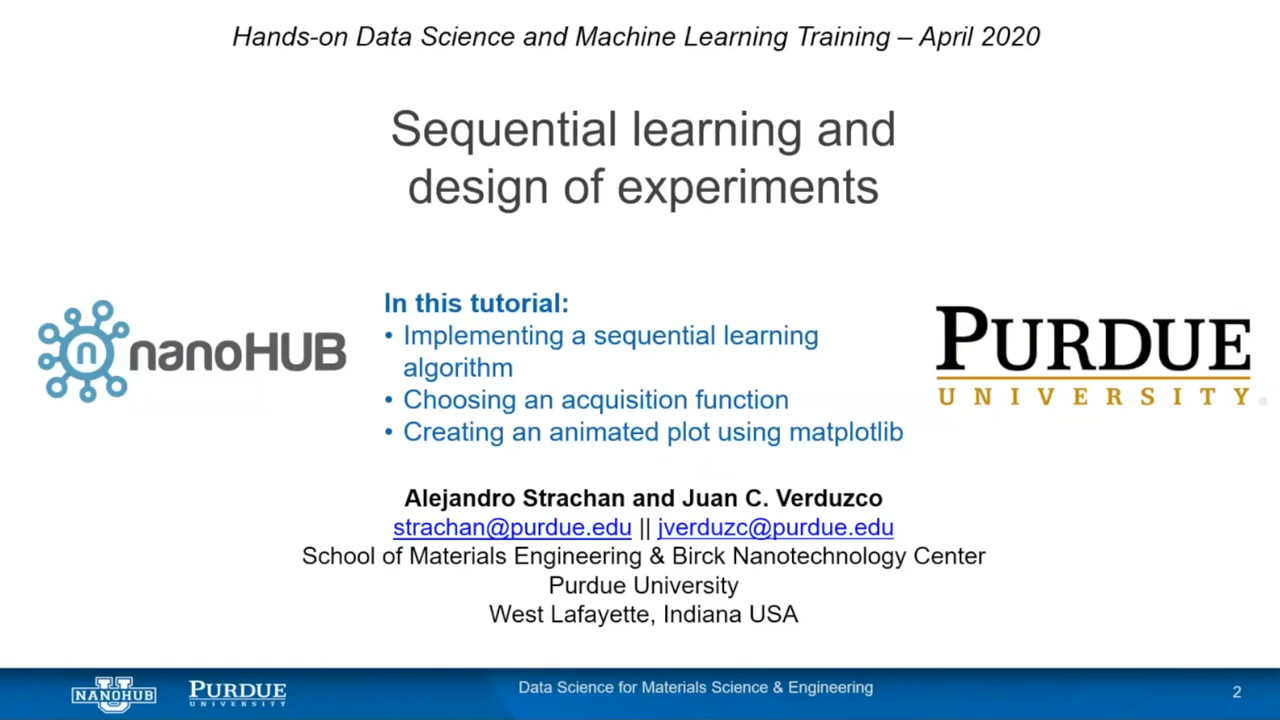 Hands-on Data Science and Machine Learning Training – April 2020
Sequential learning and
design of experiments
nanoHUB
In this tutorial:
• Implementing a sequential learning
algorithm
• Choosing an acquisition function
• Creating an animated plot using matplotlib
PURDUE
UNIVERSITY
Alejandro Strachan and Juan C. Verduzco
strachan@purdue.edu || jverduzc@purdue.edu
School of Materials Engineering & Birck Nanotechnology Center
Purdue University
West Lafayette, Indiana USA
U
NANOHUB
PURDUE
UNIVERSITY
Data Science for Materials Science & Engineering
2